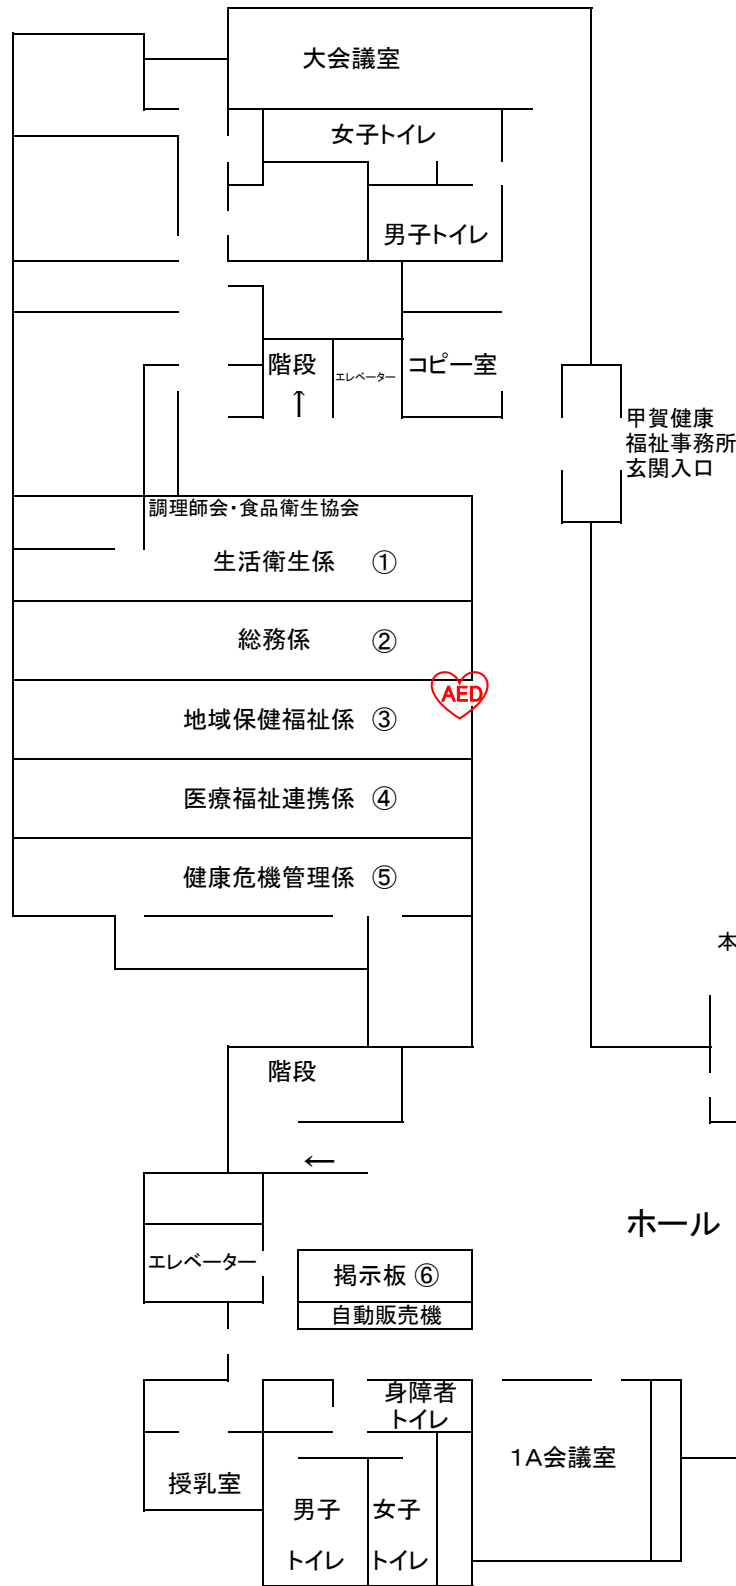 大会議室
女子トイレ
男子トイレ
階段
エレベーター
コピー室
↑
甲賀健康
福祉事務所
玄関入口
調理師会・食品衛生協会
生活衛生係 ①
総務係 ②
AED
地域保健福祉係 ③
医療福祉連携係 ④
健康危機管理係 ⑤
本
階段
←
ホール
エレベーター
掲示板 ⑥
自動販売機
身障者
トイレ
1A会議室
授乳室
男子
トイレ
女子
トイレ